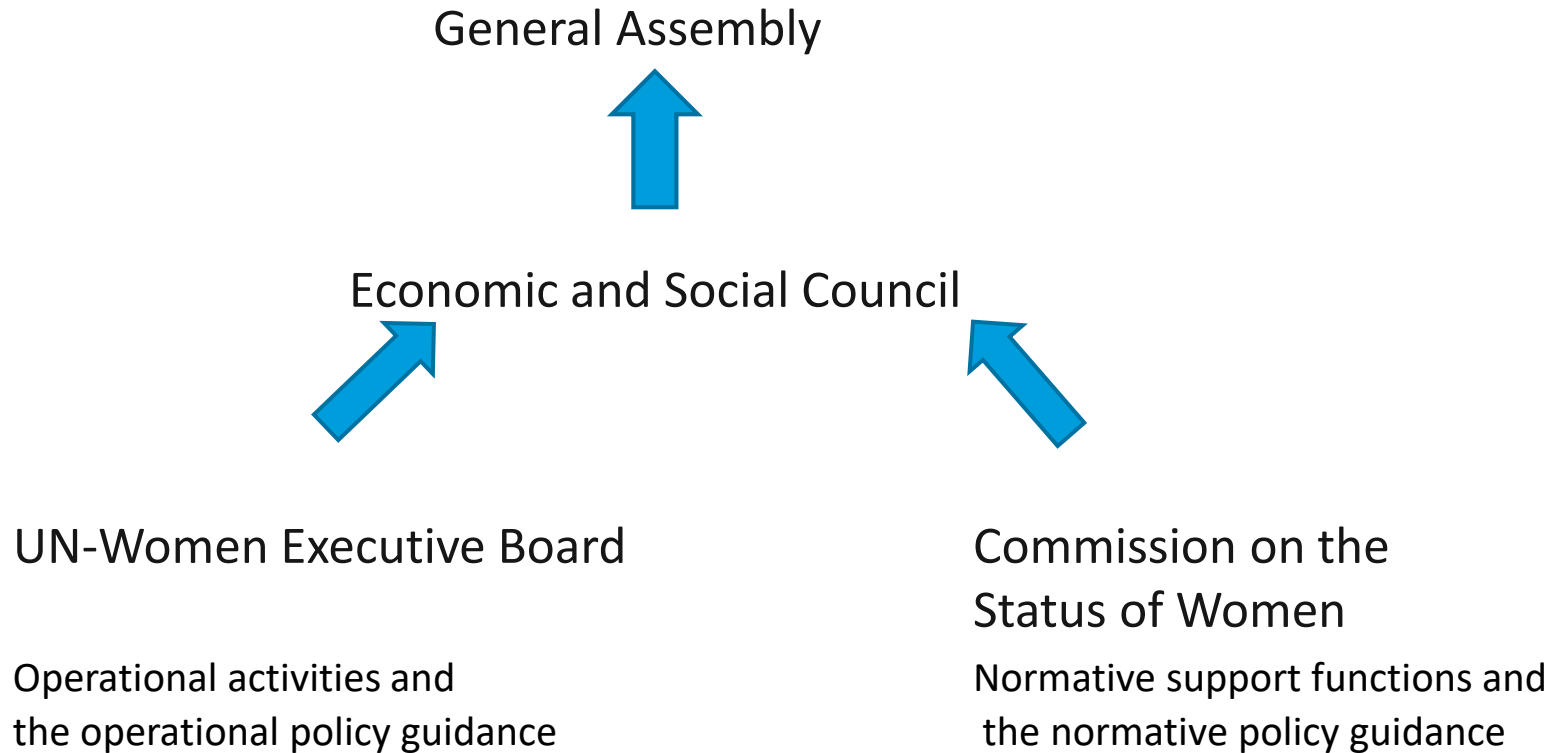 General Assembly
Economic and Social Council
UN-Women Executive Board
Operational activities and
the operational policy guidance
Commission on the
Status of Women
Normative support functions and
the normative policy guidance